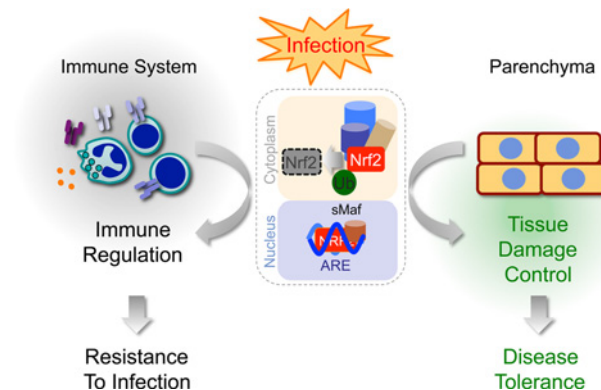 Infection
Immune System
Parenchyma
Cytoplasm
Nrf2
Nrf2
Ub
sMaf
Nucleus
ARE
Immune
Regulation
Tissue
Damage
Control
Resistance
To Infection
Disease
Tolerance